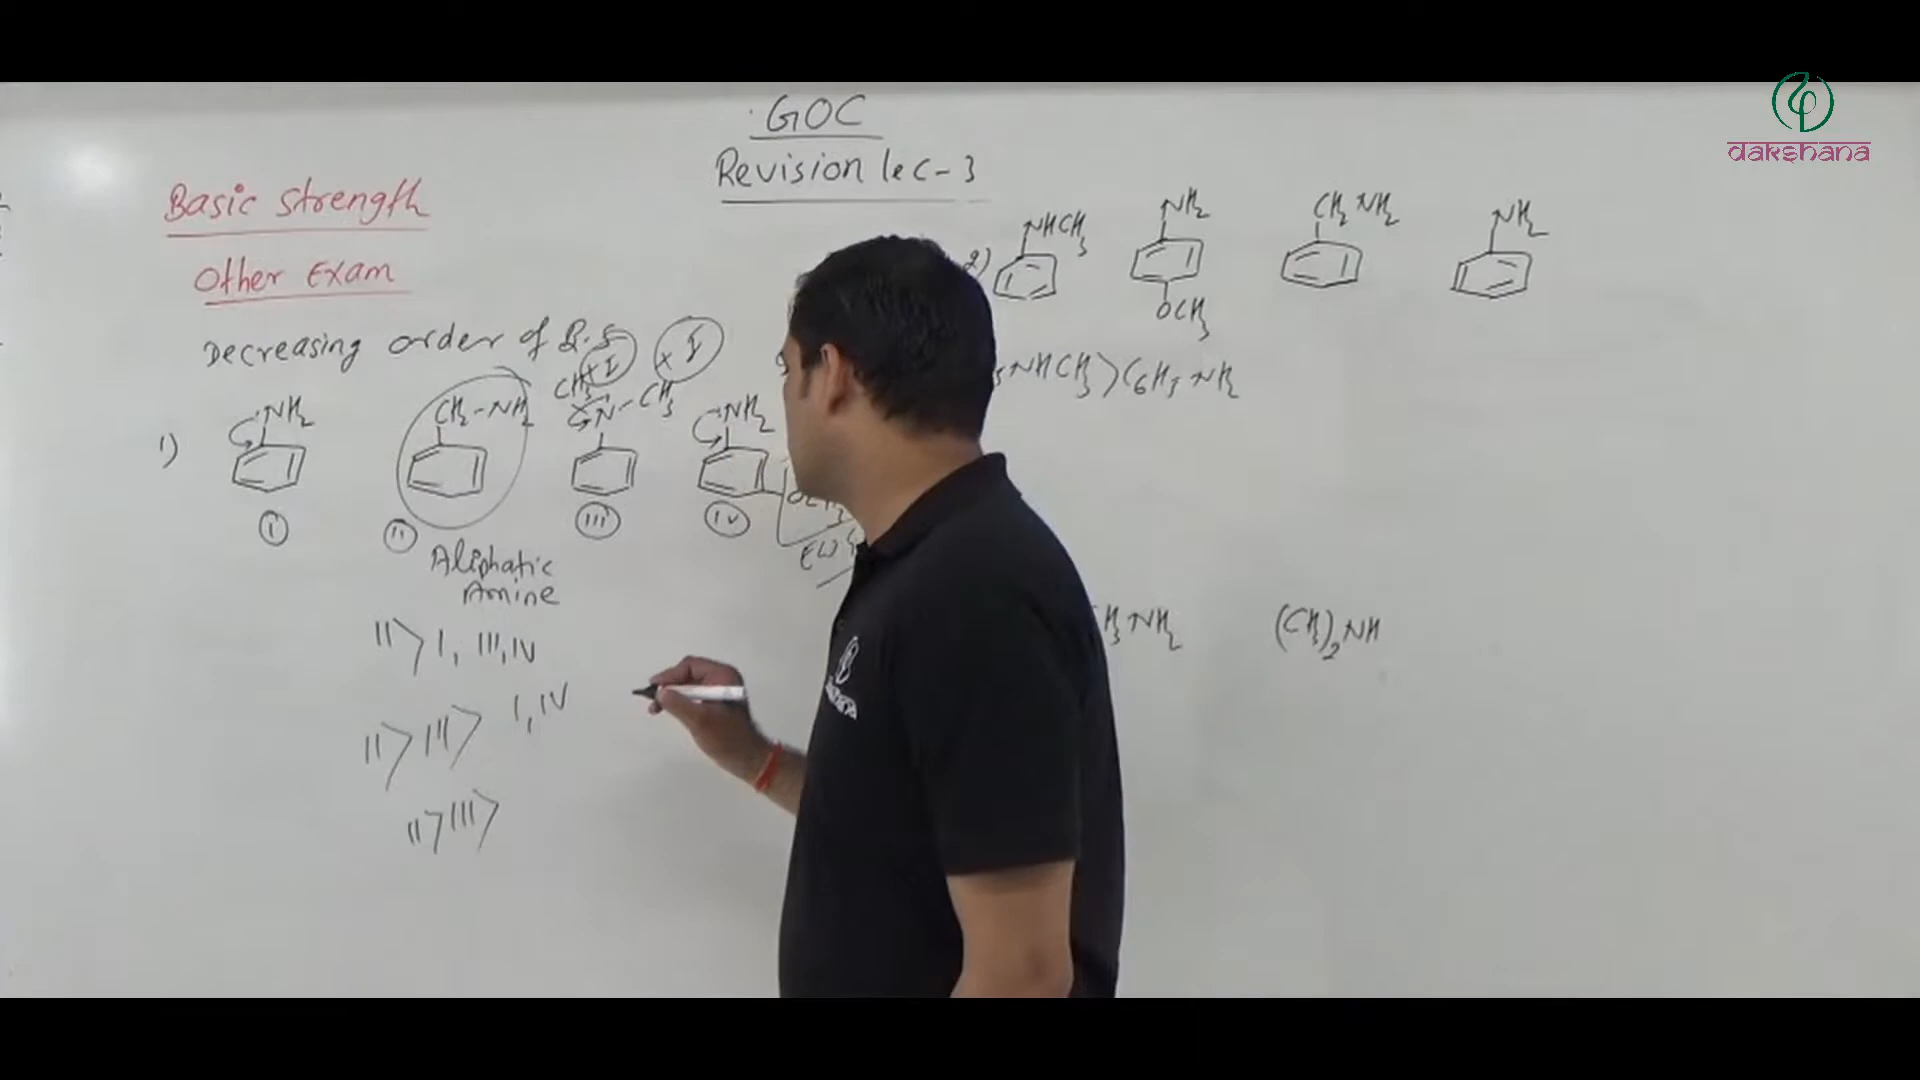 GOC
Revision lec-3
dakshana
Basic strength
Other Exam
Decreasing order of B.S
+I
+I
1)
NH2
CH2-NH2
CH3
N-CH3
NH2
I
II
III
IV
Aliphatic
Amine
II > I, III, IV
II > III > I, IV
II > III >
2)
NHCH3
NH2
OCH3
CH2NH2
NH2
NHCH3 > C6H5 NH2
NH2
(CH3)2NH
dakshana